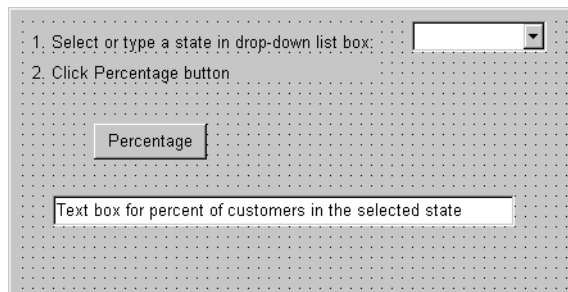 1. Select or type a state in drop-down list box:
2. Click Percentage button
Percentage
Text box for percent of customers in the selected state